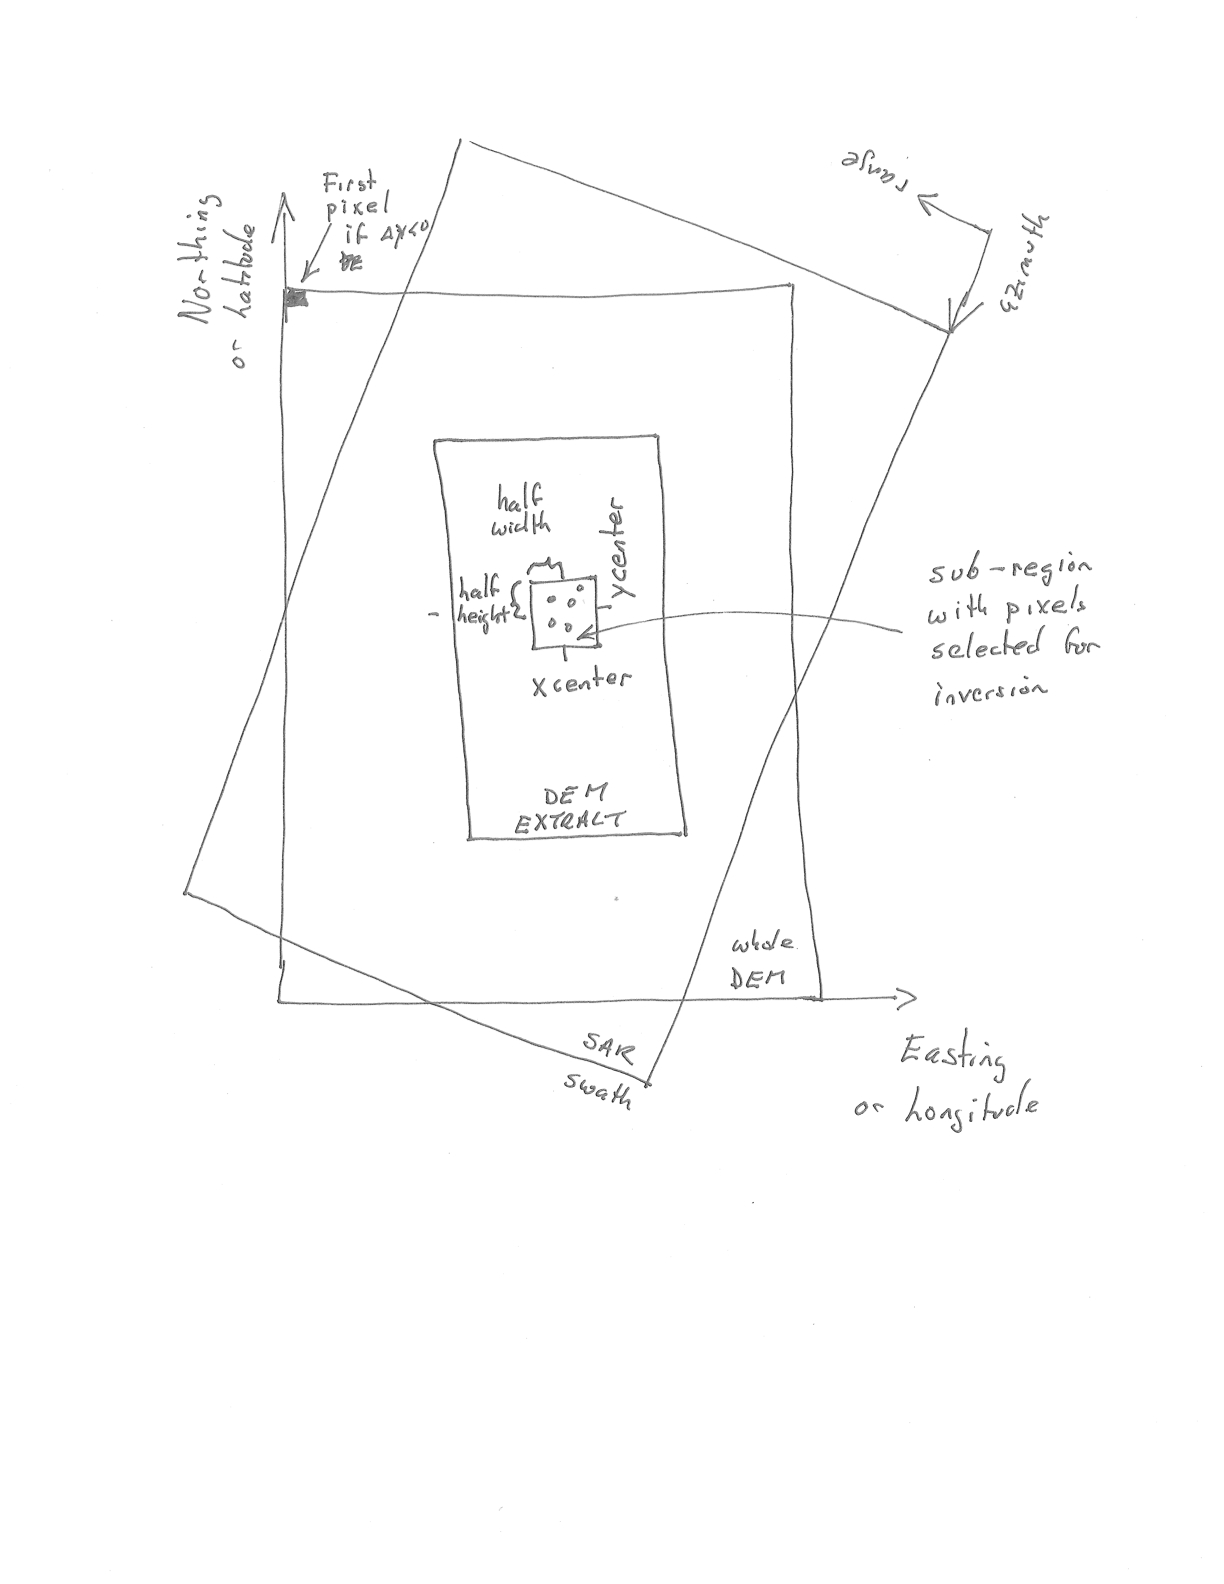 First
pixel
if Δy<0
range
azimuth
Northing
or Latitude
half
width
ycenter
half
height
xcenter
sub-region
with pixels
selected for
inversion
DEM
EXTRACT
whole
DEM
SAR
swath
Easting
or Longitude